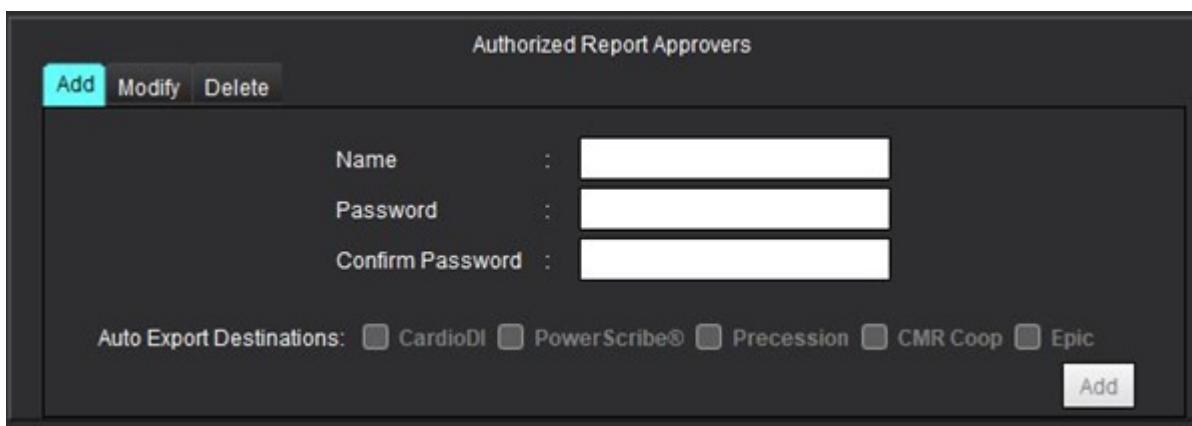 Authorized Report Approvers
Add Modify Delete
Name :
Password :
Confirm Password :
Auto Export Destinations: CardioDI PowerScribe® Precession CMR Coop Epic
Add